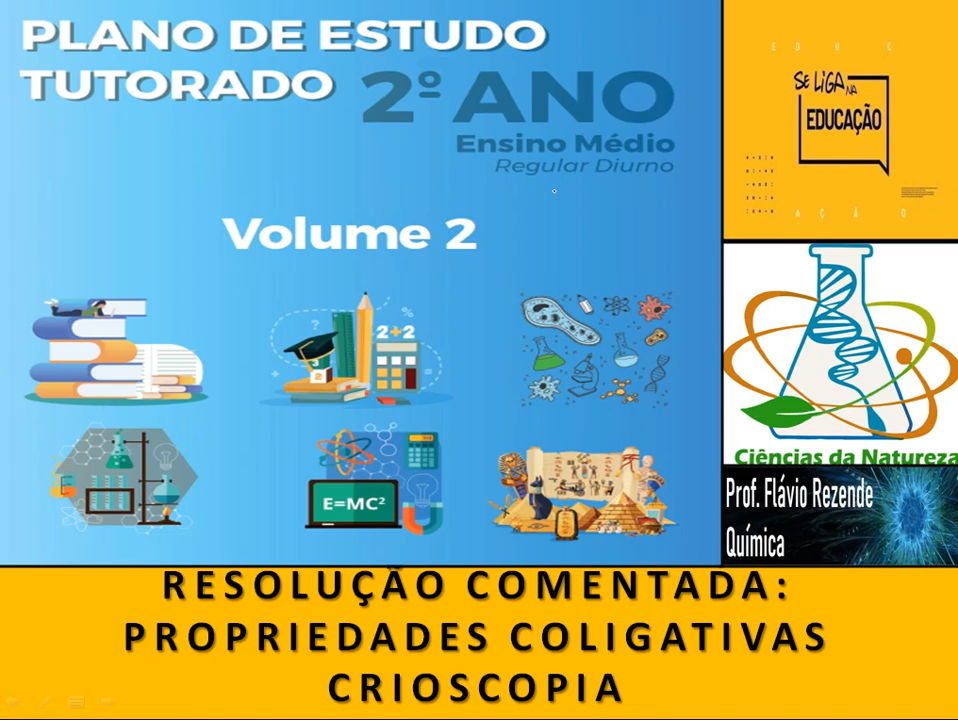 PLANO DE ESTUDO
TUTORADO
2º ANO
Ensino Médio
Regular Diurno
Volume 2
?
%
2+2
2
E=MC²
E D U C
SE LIGA NA
EDUCAÇÃO
A Ç Ã O
Ciências da Natureza
Prof. Flávio Rezende
Química
RESOLUÇÃO COMENTADA:
PROPRIEDADES COLIGATIVAS
CRIOSCOPIA